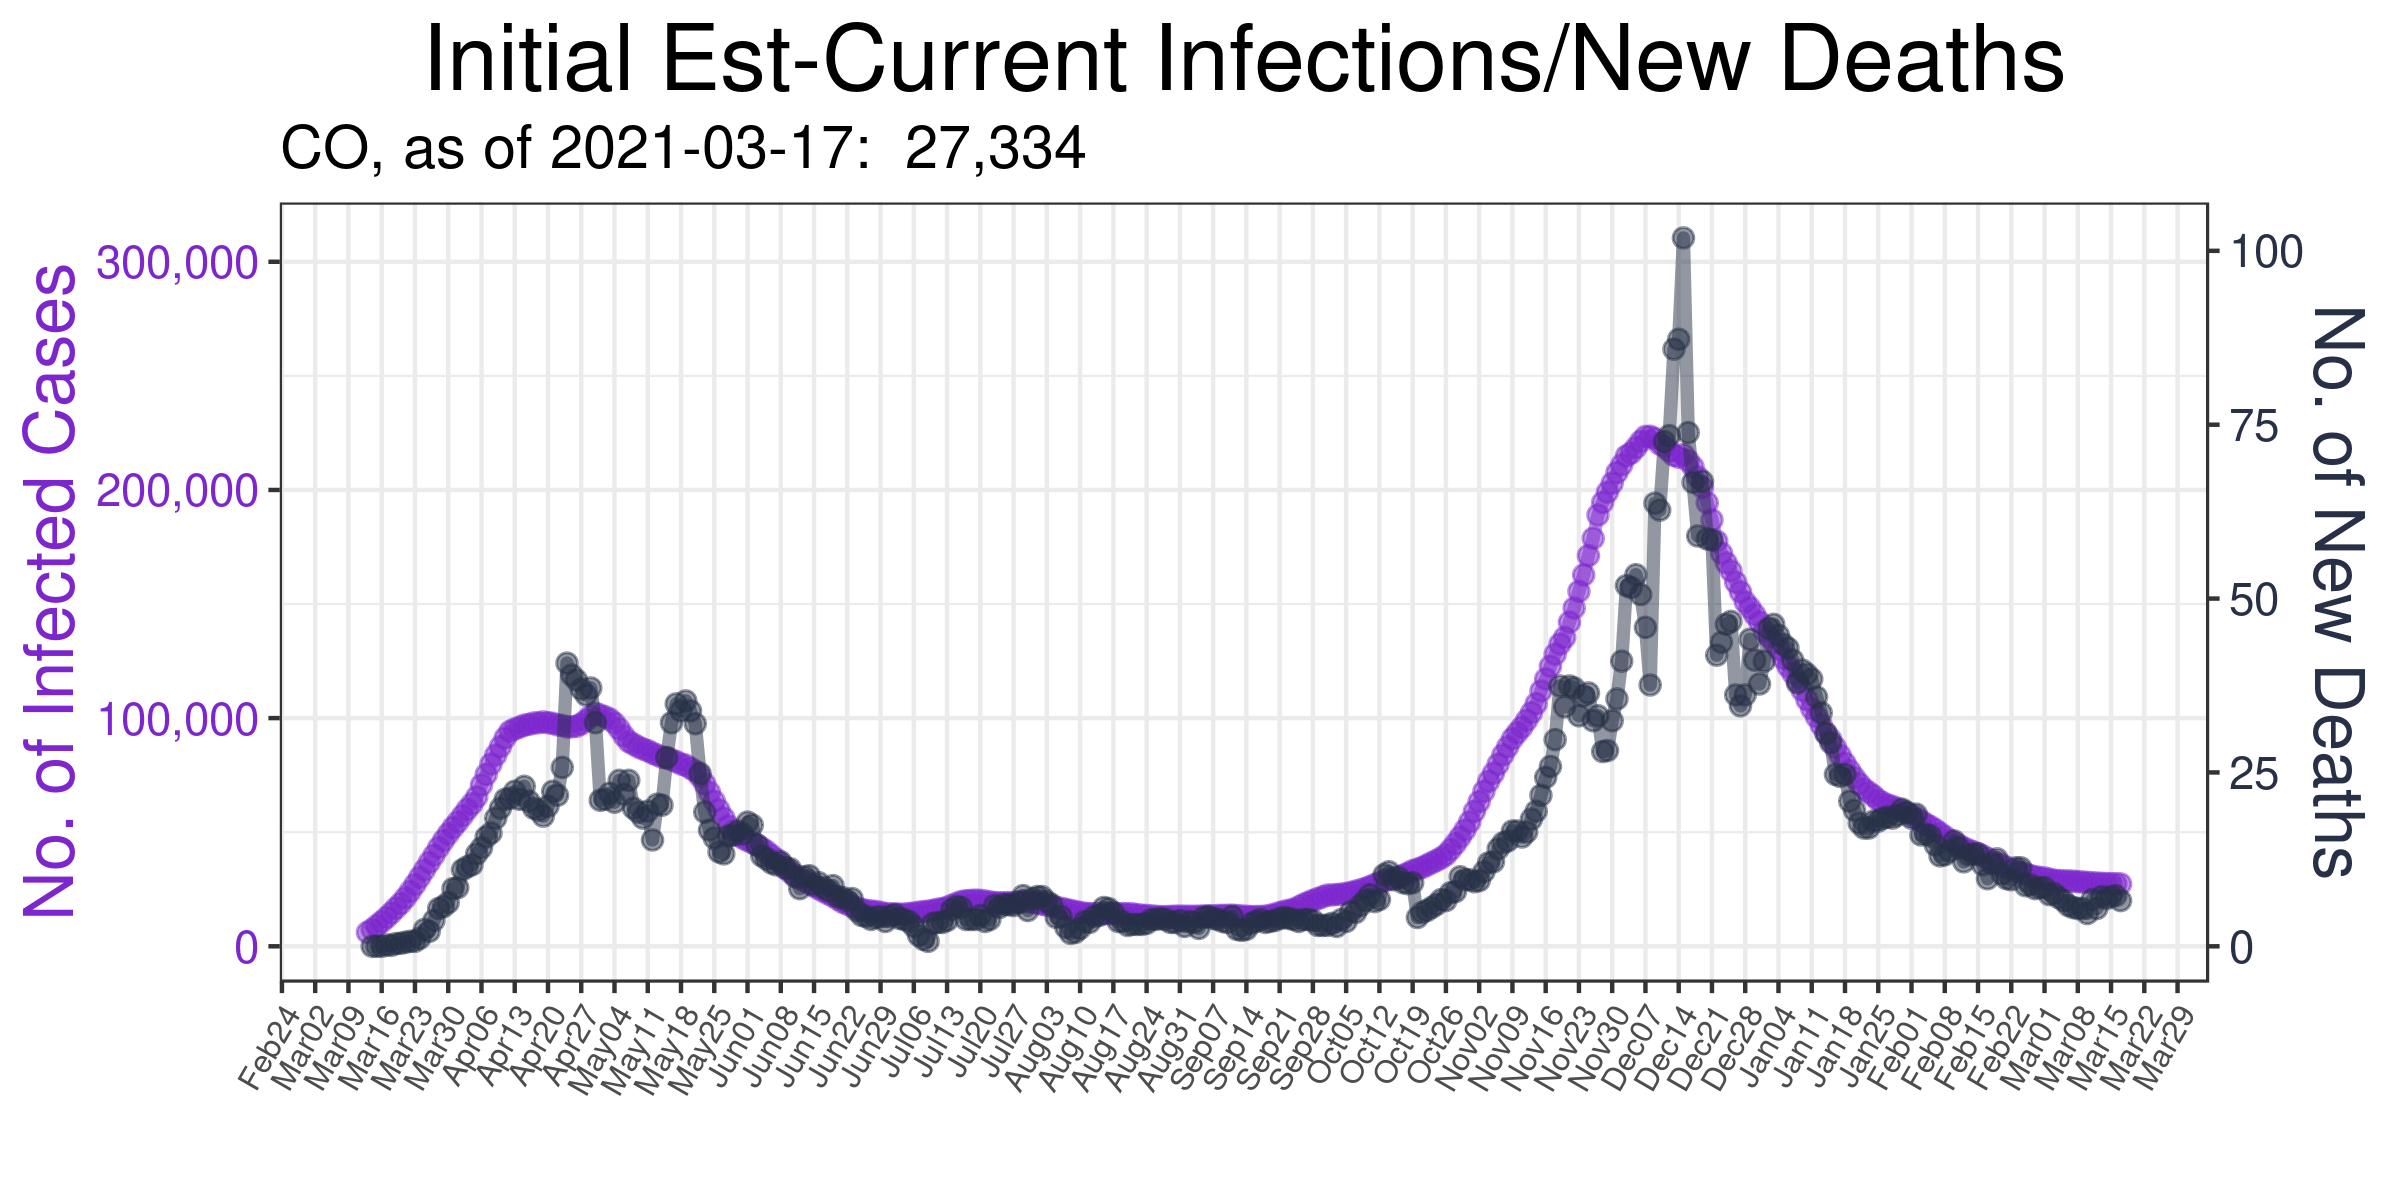 Initial Est-Current Infections/New Deaths
CO, as of 2021-03-17:  27,334
No. of Infected Cases
300,000
200,000
100,000
0
100
75
50
25
0
No. of New Deaths
Feb24
Mar02
Mar09
Mar16
Mar23
Mar30
Apr06
Apr13
Apr20
Apr27
May04
May11
May18
May25
Jun01
Jun08
Jun15
Jun22
Jun29
Jul06
Jul13
Jul20
Jul27
Aug03
Aug10
Aug17
Aug24
Aug31
Sep07
Sep14
Sep21
Sep28
Oct05
Oct12
Oct19
Oct26
Nov02
Nov09
Nov16
Nov23
Nov30
Dec07
Dec14
Dec21
Dec28
Jan04
Jan11
Jan18
Jan25
Feb01
Feb08
Feb15
Feb22
Mar01
Mar08
Mar15
Mar22
Mar29